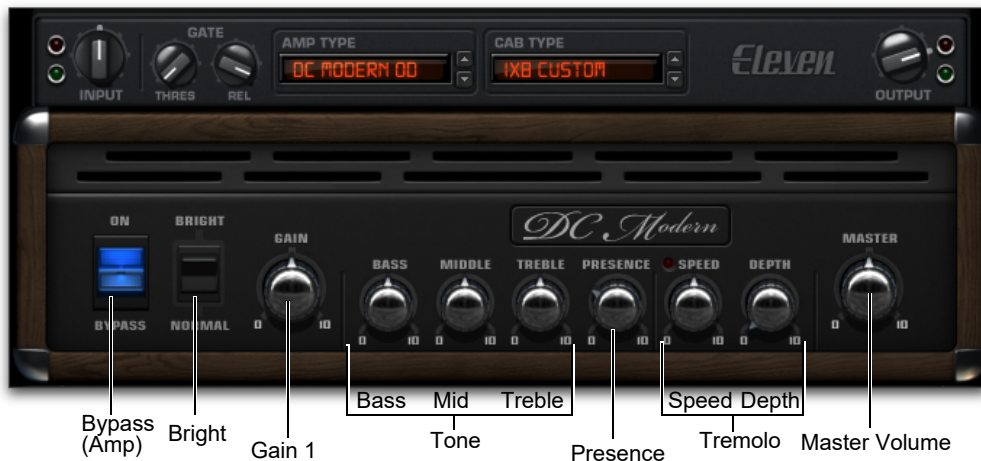 GATE
AMP TYPE
CAB TYPE
DC MODERN OD
1X8 CUSTOM
Eleven
INPUT
THRES
REL
OUTPUT
ON
BRIGHT
DC Modern
GAIN
MASTER
BASS
MIDDLE
TREBLE
PRESENCE
SPEED
DEPTH
BYPASS
NORMAL
0 10
0 10
0 10
0 10
0 10
0 10
0 10
0 10
Bass Mid Treble
Speed Depth
Bypass
(Amp)
Bright
Gain 1
Tone
Presence
Tremolo
Master Volume